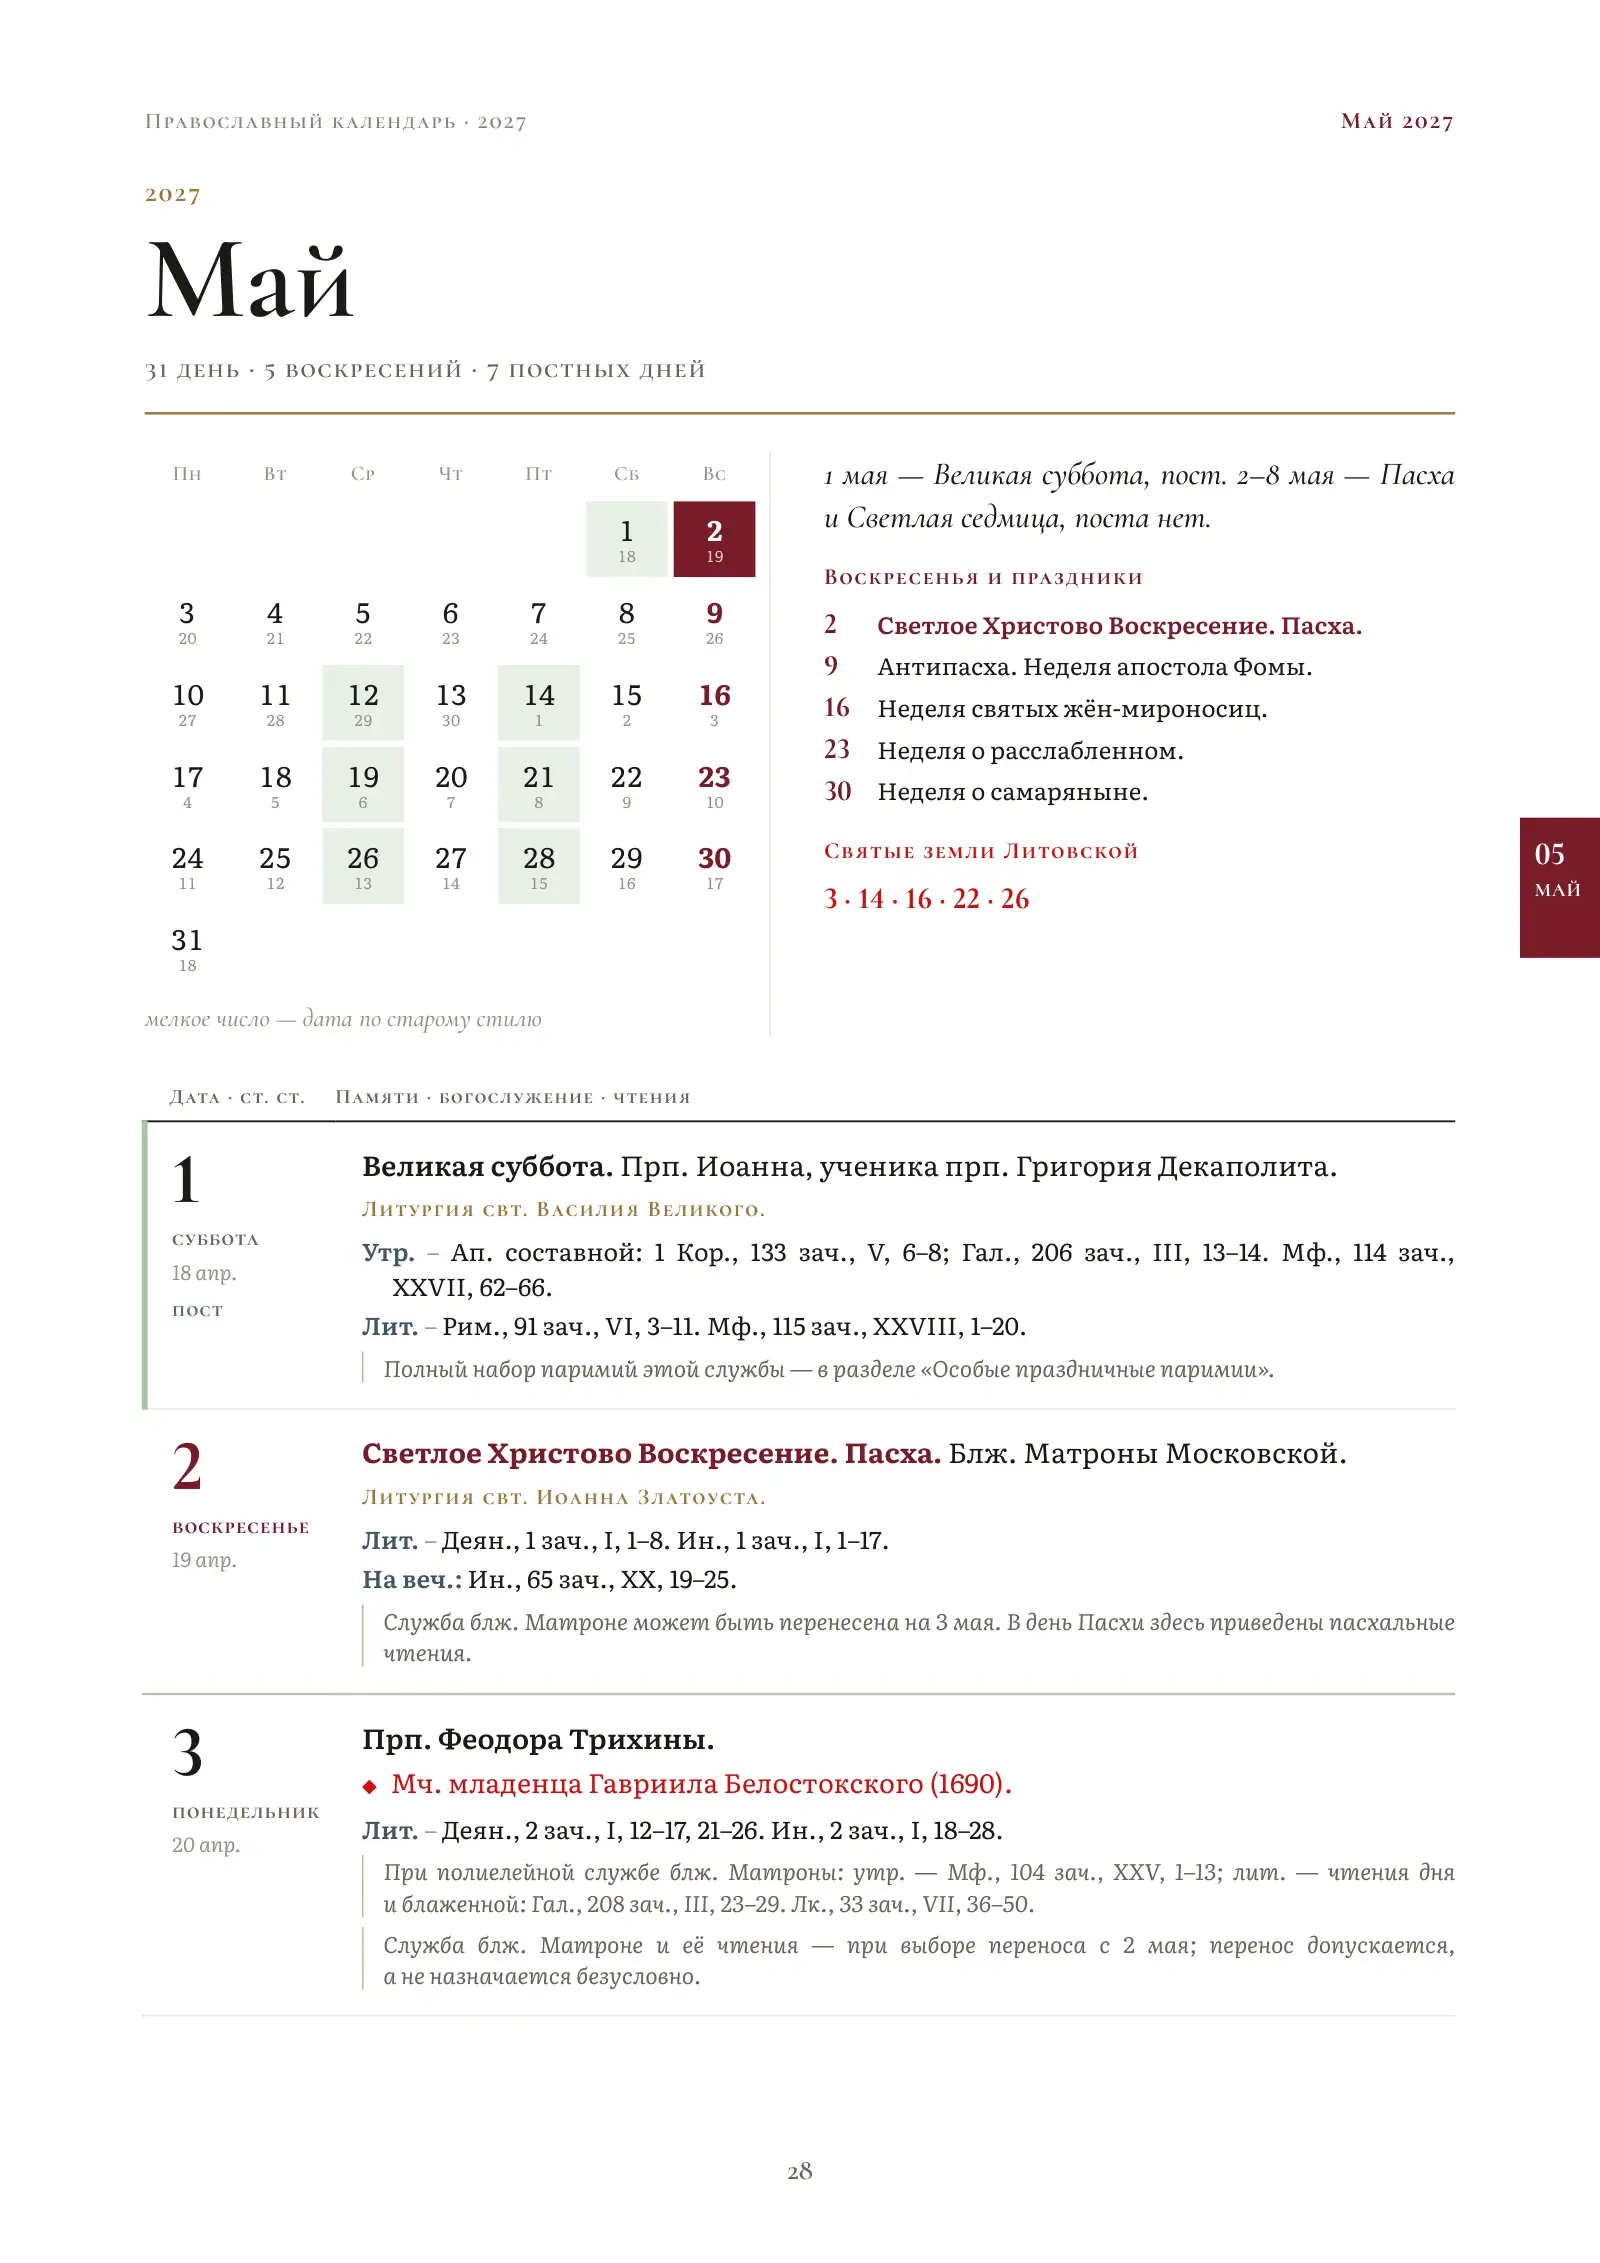 Православный календарь · 2027
Май 2027
2027
Май
31 день · 5 воскресений · 7 постных дней
Пн Вт Ср Чт Пт Сб Вс
1 2
18 19
3 4 5 6 7 8 9
20 21 22 23 24 25 26
10 11 12 13 14 15 16
27 28 29 30 1 2 3
17 18 19 20 21 22 23
4 5 6 7 8 9 10
24 25 26 27 28 29 30
11 12 13 14 15 16 17
31
18
мелкое число — дата по старому стилю
1 мая — Великая суббота, пост. 2–8 мая — Пасха
и Светлая седмица, поста нет.
Воскресенья и праздники
2 Светлое Христово Воскресение. Пасха.
9 Антипасха. Неделя апостола Фомы.
16 Неделя святых жён-мироносиц.
23 Неделя о расслабленном.
30 Неделя о самаряныне.
Святые земли Литовской
3 · 14 · 16 · 22 · 26
05
май
Дата · ст. ст. Памяти · богослужение · чтения
1
суббота
18 апр.
пост
Великая суббота. Прп. Иоанна, ученика прп. Григория Декаполита.
Литургия свт. Василия Великого.
Утр. – Ап. составной: 1 Кор., 133 зач., V, 6–8; Гал., 206 зач., III, 13–14. Мф., 114 зач.,
XXVII, 62–66.
Лит. – Рим., 91 зач., VI, 3–11. Мф., 115 зач., XXVIII, 1–20.
Полный набор паримий этой службы — в разделе «Особые праздничные паримии».
2
воскресенье
19 апр.
Светлое Христово Воскресение. Пасха. Блж. Матроны Московской.
Литургия свт. Иоанна Златоуста.
Лит. – Деян., 1 зач., I, 1–8. Ин., 1 зач., I, 1–17.
На веч.: Ин., 65 зач., XX, 19–25.
Служба блж. Матроне может быть перенесена на 3 мая. В день Пасхи здесь приведены пасхальные
чтения.
3
понедельник
20 апр.
Прп. Феодора Трихины.
◆ Мч. младенца Гавриила Белостокского (1690).
Лит. – Деян., 2 зач., I, 12–17, 21–26. Ин., 2 зач., I, 18–28.
При полиелейной службе блж. Матроны: утр. — Мф., 104 зач., XXV, 1–13; лит. — чтения дня
и блаженной: Гал., 208 зач., III, 23–29. Лк., 33 зач., VII, 36–50.
Служба блж. Матроне и её чтения — при выборе переноса с 2 мая; перенос допускается,
а не назначается безусловно.
28